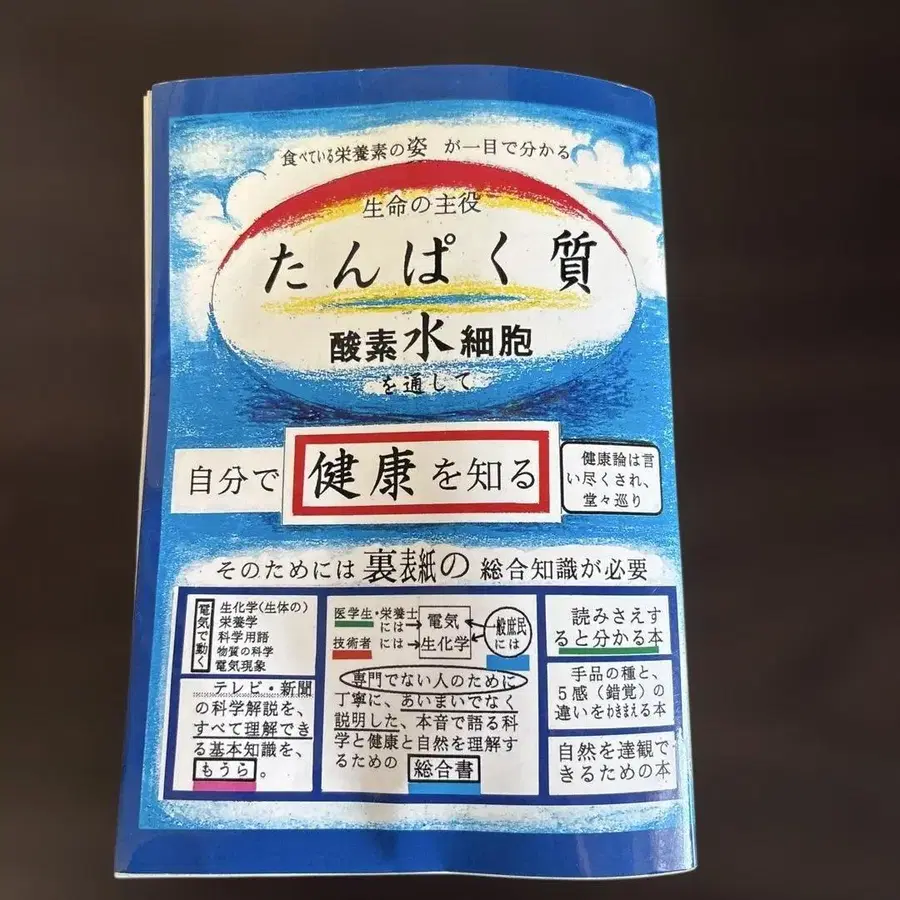 食べている栄養素の姿 が一目で分かる
生命の主役
たんぱく質
酸素水細胞
を通して
自分で
健康を知る
健康論は言
い尽くされ、
堂々巡り
そのためには裏表紙の 総合知識が必要
電気で動く
生化学(生体の)
栄養学
科学用語
物質の科学
電気現象
テレビ・新聞
の科学解説を、
すべて理解でき
る基本知識を、
もうら。
医学生・栄養士
には→
技術者 には→
電気
生化学
一般庶民
には
専門でない人のために
丁寧に、あいまいでなく
説明した、本音で語る科
学と健康と自然を理解す
るための 総合書
読みさえす
ると分かる本
手品の種と、
5感(錯覚)の
違いをわきまえる本
自然を達観で
きるための本